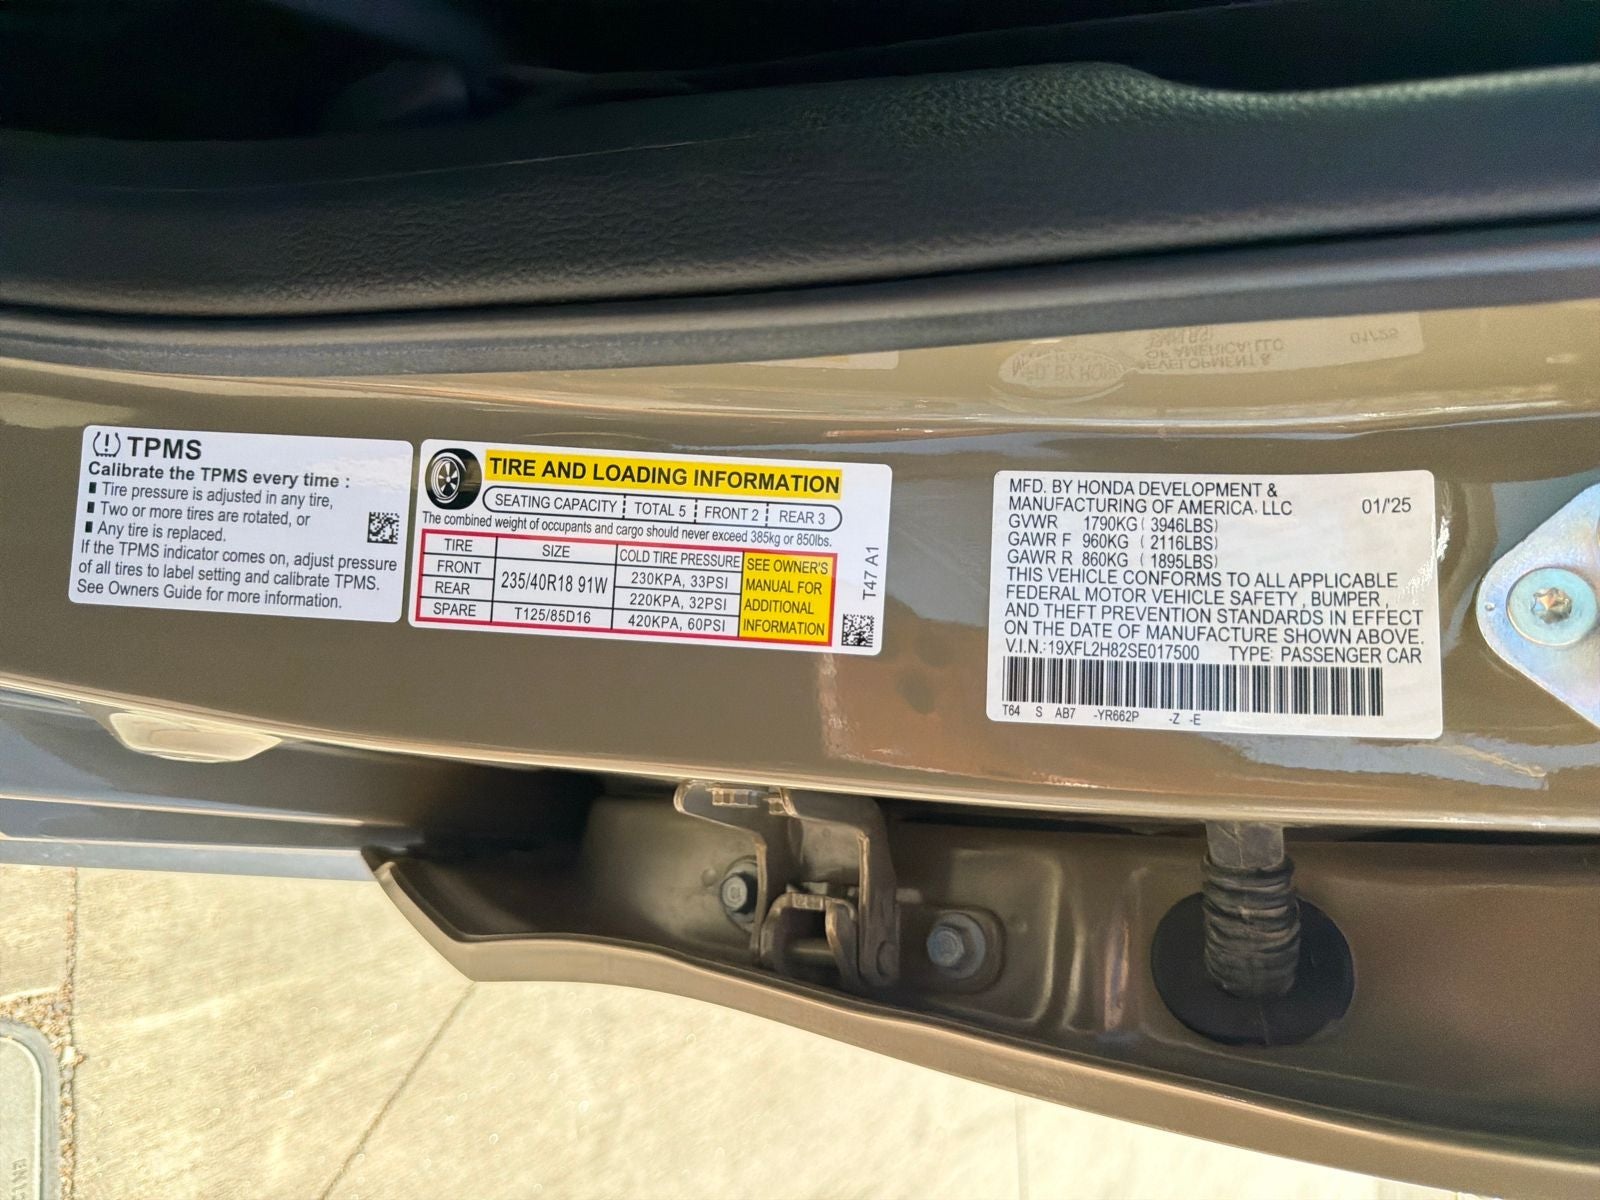 TPMS
Calibrate the TPMS every time :
Tire pressure is adjusted in any tire,
Two or more tires are rotated, or
Any tire is replaced.
If the TPMS indicator comes on, adjust pressure
of all tires to label setting and calibrate TPMS.
See Owners Guide for more information.
TIRE AND LOADING INFORMATION
SEATING CAPACITY TOTAL 5 FRONT 2 REAR 3
The combined weight of occupants and cargo should never exceed 385kg or 850lbs.
TIRE SIZE COLD TIRE PRESSURE
FRONT 235/40R18 91W 230KPA, 33PSI
REAR 220KPA, 32PSI
SPARE T125/85D16 420KPA, 60PSI
SEE OWNER'S
MANUAL FOR
ADDITIONAL
INFORMATION
T47 A1
MFD. BY HONDA DEVELOPMENT &
MANUFACTURING OF AMERICA, LLC 01/'25
GVWR 1790KG ( 3946LBS)
GAWR F 960KG ( 2116LBS)
GAWR R 860KG ( 1895LBS)
THIS VEHICLE CONFORMS TO ALL APPLICABLE
FEDERAL MOTOR VEHICLE SAFETY , BUMPER ,
AND THEFT PREVENTION STANDARDS IN EFFECT
ON THE DATE OF MANUFACTURE SHOWN ABOVE.
V.I.N.: 19XFL2H82SE017500 TYPE: PASSENGER CAR
T64 S AB7 -YR662P -Z -E